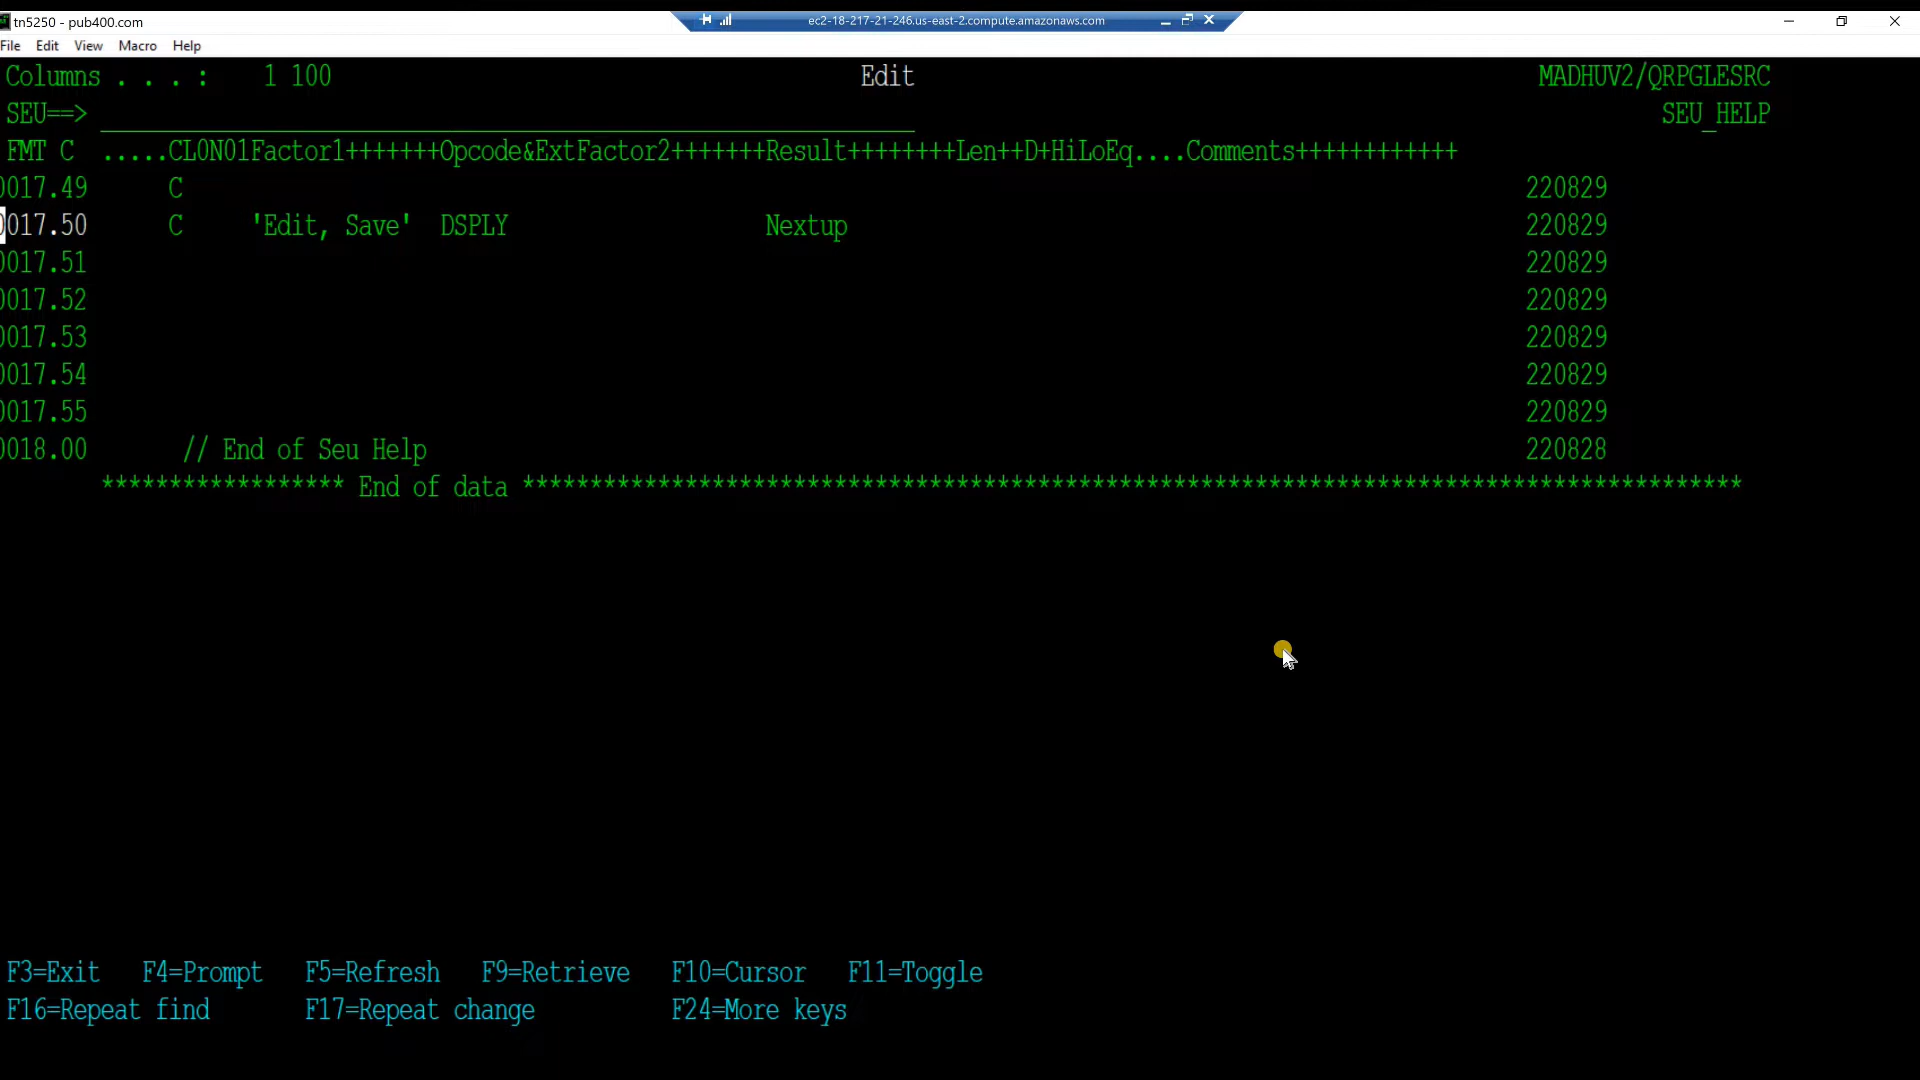 tn5250 - pub400.com
ec2-18-217-21-246.us-east-2.compute.amazonaws.com
File Edit View Macro Help
Columns . . . :    1 100    Edit    MADHUV2/QRPGLESRC
SEU==>    SEU_HELP
FMT C  .....CL0N01Factor1+++++++Opcode&ExtFactor2+++++++Result++++++++Len++D+HiLoEq....Comments++++++++++++
0017.49    C    220829
0017.50    C    'Edit, Save'  DSPLY    Nextup    220829
0017.51    220829
0017.52    220829
0017.53    220829
0017.54    220829
0017.55    220829
0018.00    // End of Seu Help    220828
****************** End of data ******************************************************************************************
F3=Exit   F4=Prompt   F5=Refresh   F9=Retrieve   F10=Cursor   F11=Toggle
F16=Repeat find   F17=Repeat change   F24=More keys